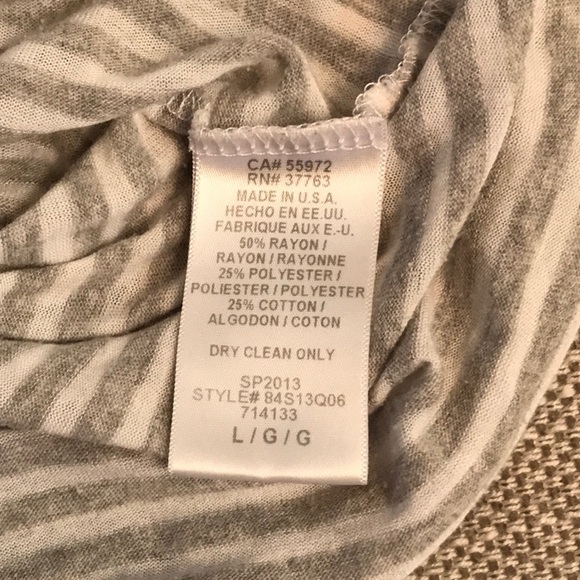 CA# 55972
RN# 37763
MADE IN U.S.A.
HECHO EN EE.UU.
FABRIQUE AUX E.-U.
50% RAYON /
RAYON / RAYONNE
25% POLYESTER /
POLIESTER / POLYESTER
25% COTTON /
ALGODON / COTON
DRY CLEAN ONLY
SP2013
STYLE# 84S13Q06
714133
L / G / G